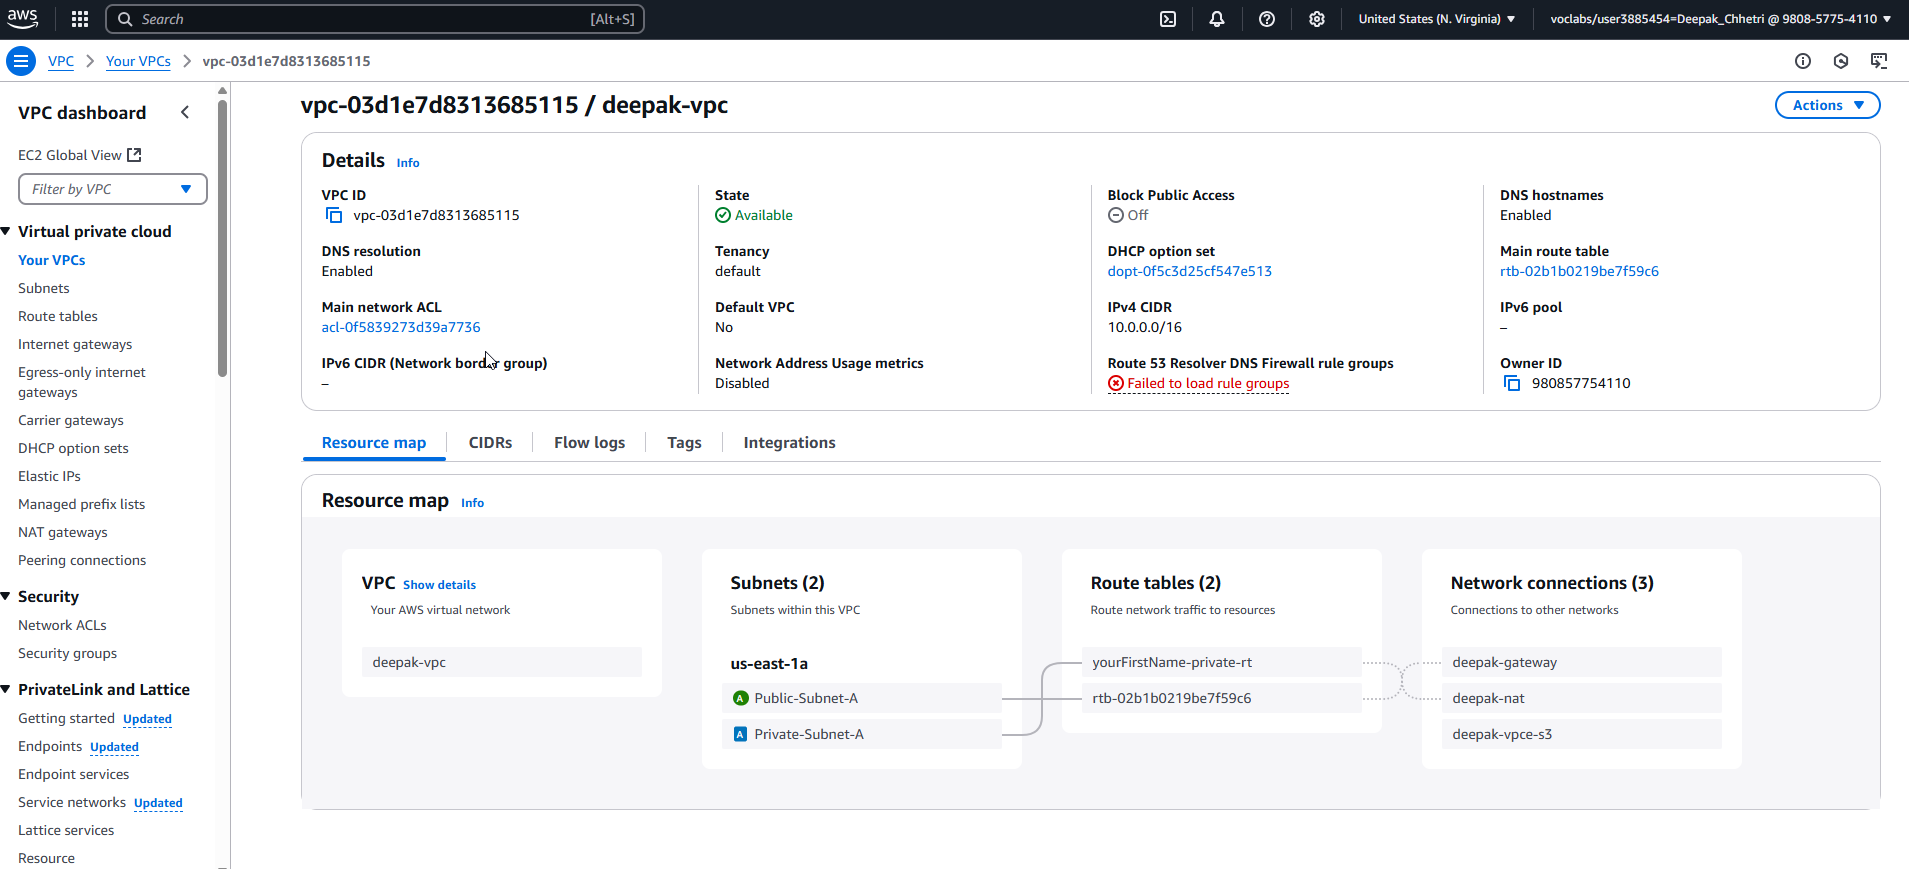 aws
Search [Alt+S]
United States (N. Virginia)
voclabs/user3885454=Deepak_Chhetri @ 9808-5775-4110
VPC
Your VPCs
vpc-03d1e7d8313685115
VPC dashboard
EC2 Global View
Filter by VPC
Virtual private cloud
Your VPCs
Subnets
Route tables
Internet gateways
Egress-only internet
gateways
Carrier gateways
DHCP option sets
Elastic IPs
Managed prefix lists
NAT gateways
Peering connections
Security
Network ACLs
Security groups
PrivateLink and Lattice
Getting started Updated
Endpoints Updated
Endpoint services
Service networks Updated
Lattice services
Resource
vpc-03d1e7d8313685115 / deepak-vpc
Actions
Details Info
VPC ID
vpc-03d1e7d8313685115
State
Available
Block Public Access
Off
DNS hostnames
Enabled
DNS resolution
Enabled
Tenancy
default
DHCP option set
dopt-0f5c3d25cf547e513
Main route table
rtb-02b1b0219be7f59c6
Main network ACL
acl-0f5839273d39a7736
Default VPC
No
IPv4 CIDR
10.0.0.0/16
IPv6 pool
–
IPv6 CIDR (Network border group)
–
Network Address Usage metrics
Disabled
Route 53 Resolver DNS Firewall rule groups
Failed to load rule groups
Owner ID
980857754110
Resource map
CIDRs
Flow logs
Tags
Integrations
Resource map Info
VPC Show details
Your AWS virtual network
deepak-vpc
Subnets (2)
Subnets within this VPC
us-east-1a
A Public-Subnet-A
A Private-Subnet-A
Route tables (2)
Route network traffic to resources
yourFirstName-private-rt
rtb-02b1b0219be7f59c6
Network connections (3)
Connections to other networks
deepak-gateway
deepak-nat
deepak-vpce-s3